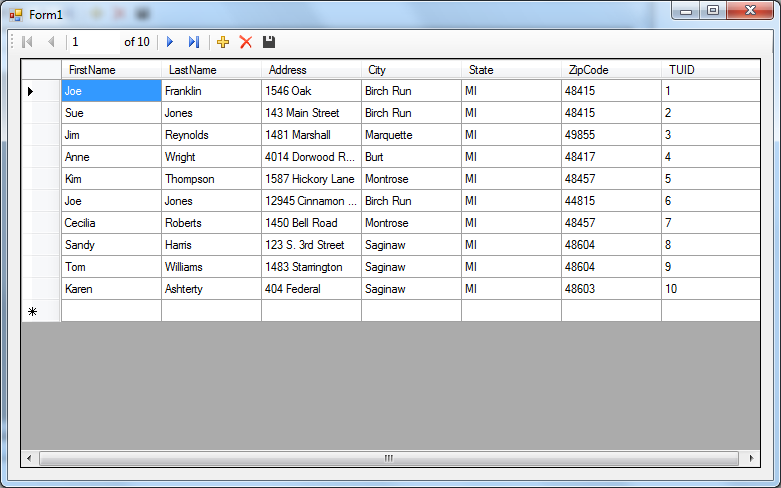 Form1
1 of 10
FirstName LastName Address City State ZipCode TUID
Joe Franklin 1546 Oak Birch Run MI 48415 1
Sue Jones 143 Main Street Birch Run MI 48415 2
Jim Reynolds 1481 Marshall Marquette MI 49855 3
Anne Wright 4014 Dorwood R... Burt MI 48417 4
Kim Thompson 1587 Hickory Lane Montrose MI 48457 5
Joe Jones 12945 Cinnamon ... Birch Run MI 44815 6
Cecilia Roberts 1450 Bell Road Montrose MI 48457 7
Sandy Harris 123 S. 3rd Street Saginaw MI 48604 8
Tom Williams 1483 Starrington Saginaw MI 48604 9
Karen Ashterty 404 Federal Saginaw MI 48603 10